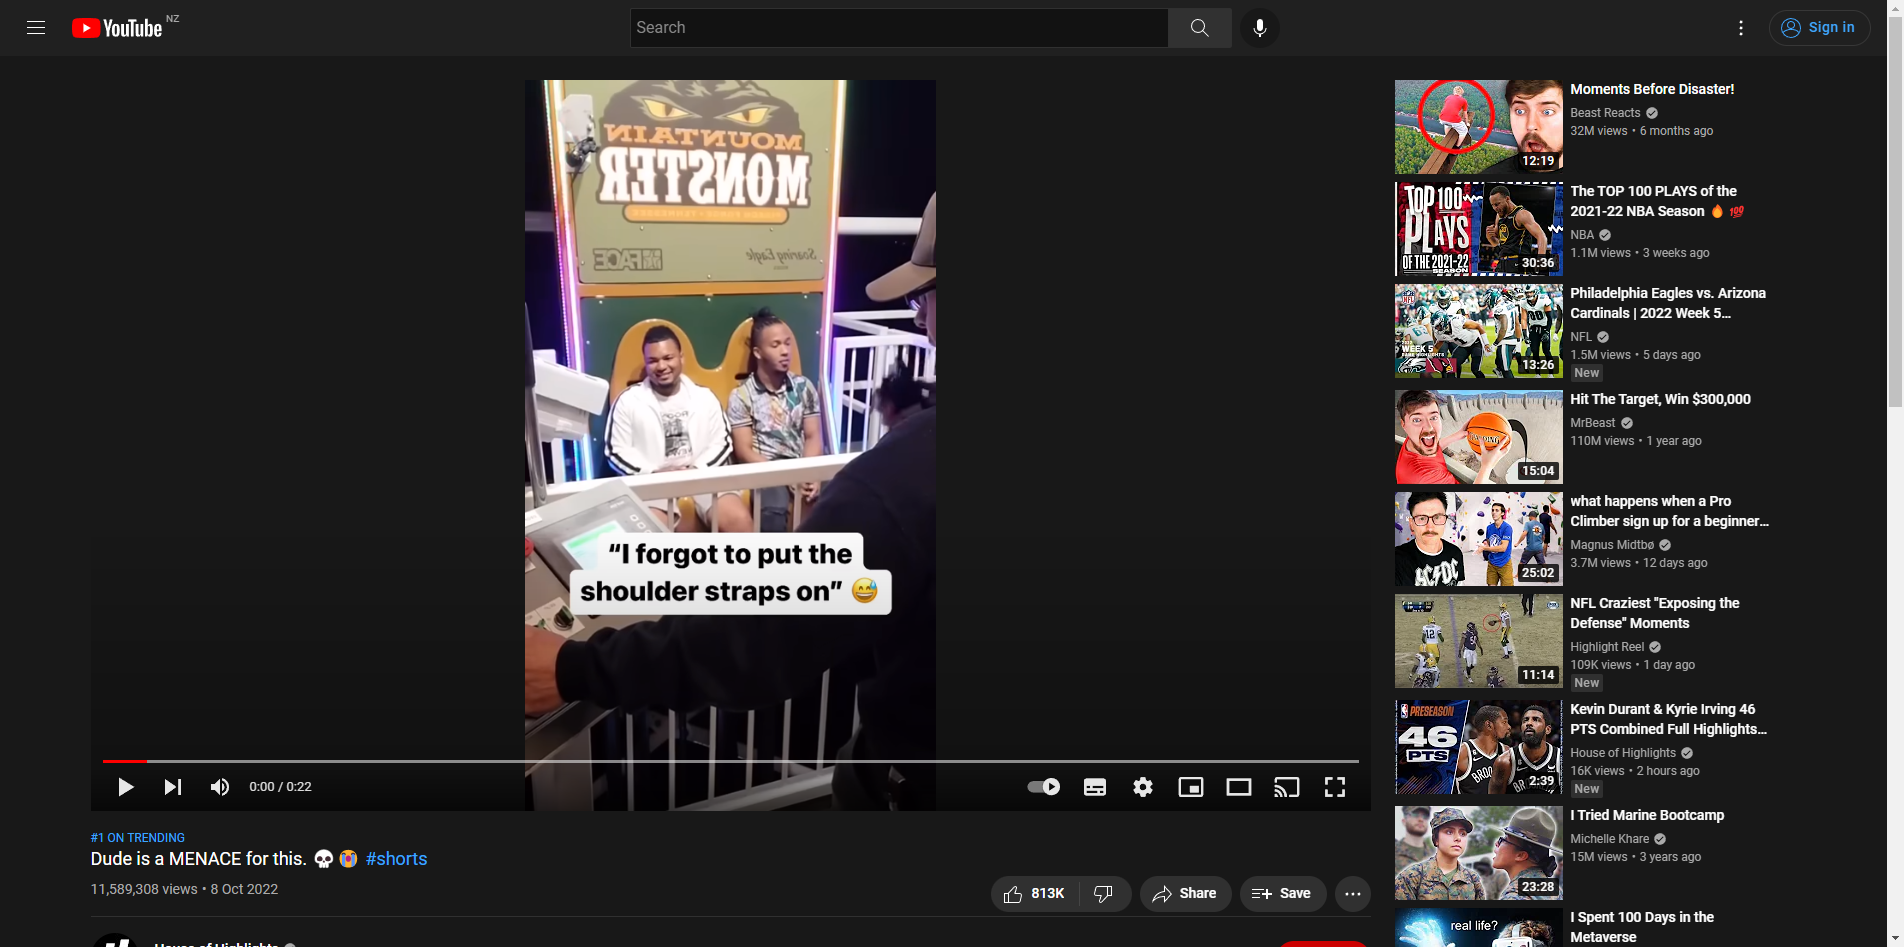 YouTube NZ
Search
Sign in
MOUNTAIN
MONSTER
Soaring Eagle
"I forgot to put the
shoulder straps on" 😅
0:00 / 0:22
#1 ON TRENDING
Dude is a MENACE for this. 💀😭 #shorts
11,589,308 views • 8 Oct 2022
813K
Share
Save
House of Highlights
12:19
Moments Before Disaster!
Beast Reacts
32M views • 6 months ago
TOP 100
PLAYS
OF THE 2021-22
SEASON
30:36
The TOP 100 PLAYS of the
2021-22 NBA Season 🔥 💯
NBA
1.1M views • 3 weeks ago
NFL
WEEK 5
13:26
Philadelphia Eagles vs. Arizona
Cardinals | 2022 Week 5...
NFL
1.5M views • 5 days ago
New
15:04
Hit The Target, Win $300,000
MrBeast
110M views • 1 year ago
AC/DC
25:02
what happens when a Pro
Climber sign up for a beginner...
Magnus Midtbø
3.7M views • 12 days ago
11:14
NFL Craziest "Exposing the
Defense" Moments
Highlight Reel
109K views • 1 day ago
New
PRESEASON
46
PTS
2:39
Kevin Durant & Kyrie Irving 46
PTS Combined Full Highlights...
House of Highlights
16K views • 2 hours ago
New
23:28
I Tried Marine Bootcamp
Michelle Khare
15M views • 3 years ago
real life?
I Spent 100 Days in the
Metaverse